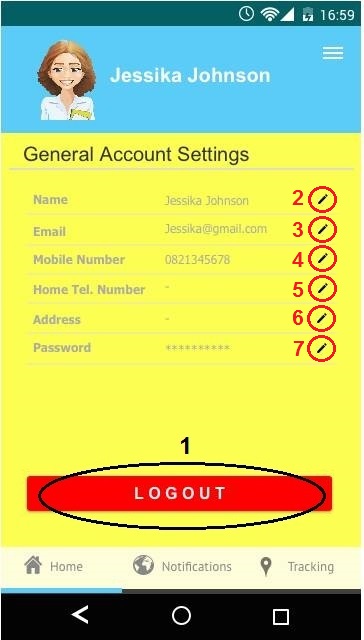 16:59
Jessika Johnson
General Account Settings
Name Jessika Johnson 2
Email Jessika@gmail.com 3
Mobile Number 0821345678 4
Home Tel. Number - 5
Address - 6
Password ********** 7
1
LOGOUT
Home Notifications Tracking